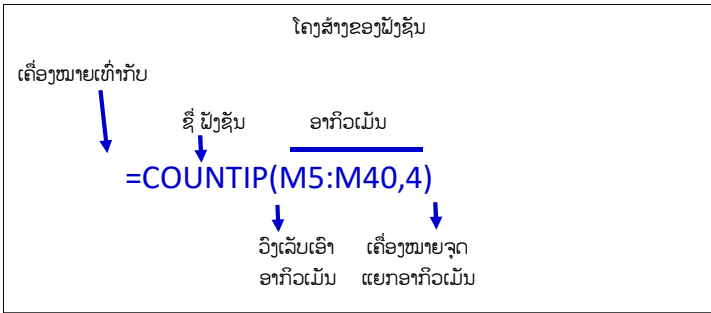 ໂຄງສ້າງຂອງຟັງຊັນ
ເຄື່ອງໝາຍເທົ່າກັບ
ຊື່ ຟັງຊັນ ອາກິວເມັນ
=COUNTIP(M5:M40,4)
ວົງເລັບເອົາ ເຄື່ອງໝາຍຈຸດ
ອາກິວເມັນ ແຍກອາກິວເມັນ